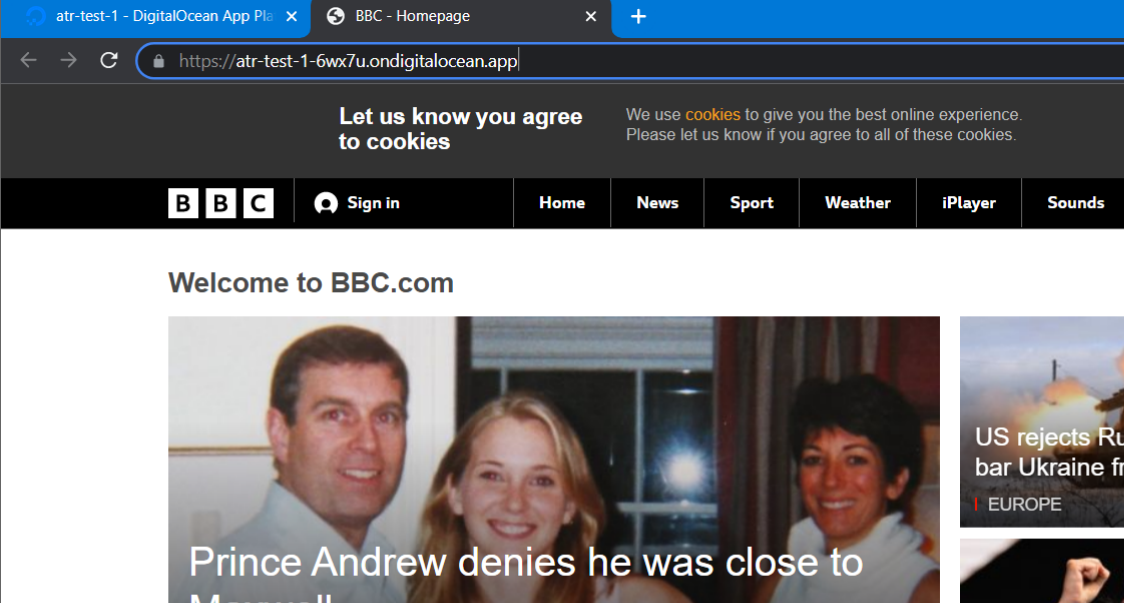 atr-test-1 - DigitalOcean App Pla
BBC - Homepage
https://atr-test-1-6wx7u.ondigitalocean.app
Let us know you agree
to cookies
We use cookies to give you the best online experience.
Please let us know if you agree to all of these cookies.
BBC
Sign in
Home
News
Sport
Weather
iPlayer
Sounds
Welcome to BBC.com
Prince Andrew denies he was close to
US rejects Ru
bar Ukraine fr
EUROPE